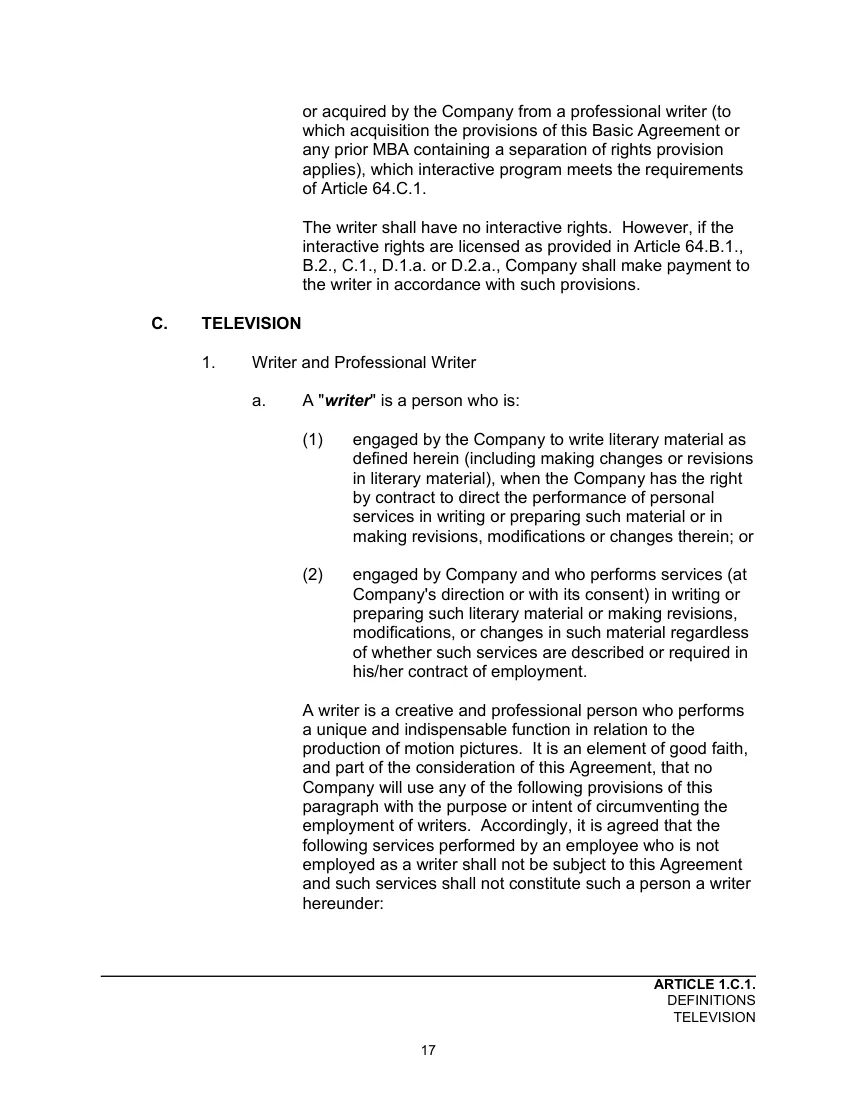 or acquired by the Company from a professional writer (to
which acquisition the provisions of this Basic Agreement or
any prior MBA containing a separation of rights provision
applies), which interactive program meets the requirements
of Article 64.C.1.
The writer shall have no interactive rights.  However, if the
interactive rights are licensed as provided in Article 64.B.1.,
B.2., C.1., D.1.a. or D.2.a., Company shall make payment to
the writer in accordance with such provisions.
C. TELEVISION
1. Writer and Professional Writer
a. A "writer" is a person who is:
(1) engaged by the Company to write literary material as
defined herein (including making changes or revisions
in literary material), when the Company has the right
by contract to direct the performance of personal
services in writing or preparing such material or in
making revisions, modifications or changes therein; or
(2) engaged by Company and who performs services (at
Company's direction or with its consent) in writing or
preparing such literary material or making revisions,
modifications, or changes in such material regardless
of whether such services are described or required in
his/her contract of employment.
A writer is a creative and professional person who performs
a unique and indispensable function in relation to the
production of motion pictures.  It is an element of good faith,
and part of the consideration of this Agreement, that no
Company will use any of the following provisions of this
paragraph with the purpose or intent of circumventing the
employment of writers.  Accordingly, it is agreed that the
following services performed by an employee who is not
employed as a writer shall not be subject to this Agreement
and such services shall not constitute such a person a writer
hereunder:
ARTICLE 1.C.1.
DEFINITIONS
TELEVISION
17